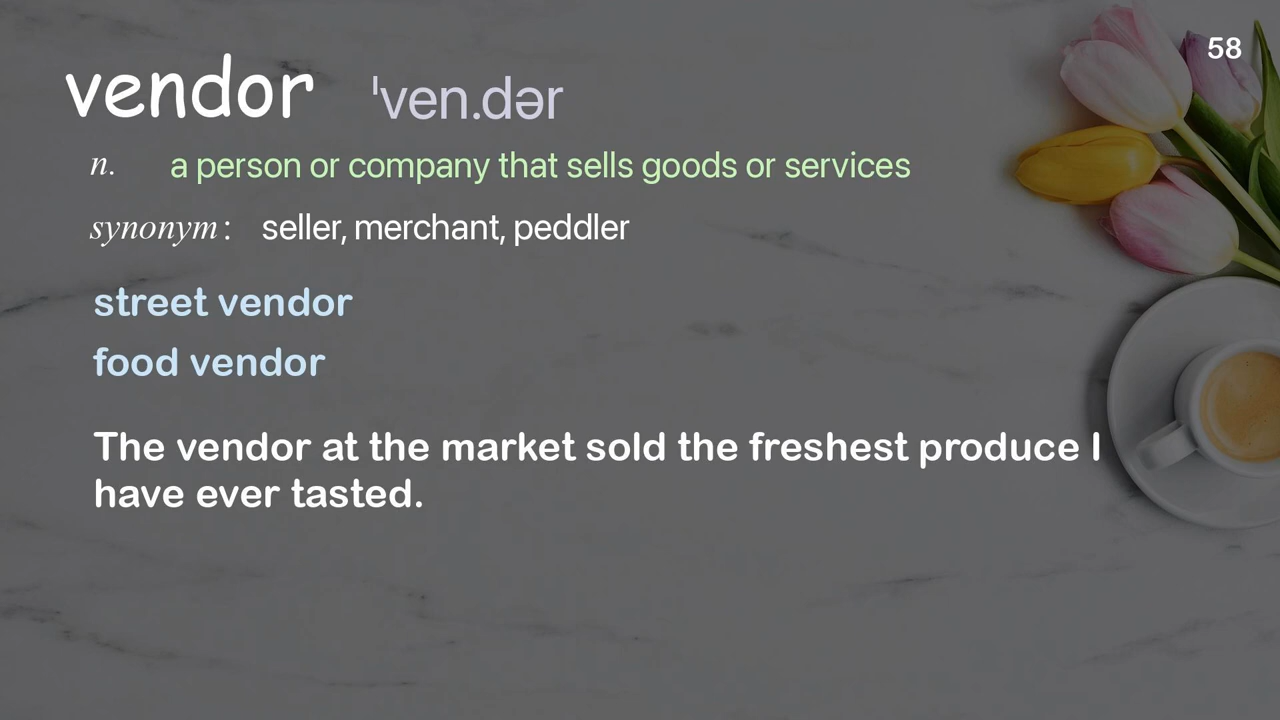 58
vendor ˈven.dər
n. a person or company that sells goods or services
synonym: seller, merchant, peddler
street vendor
food vendor
The vendor at the market sold the freshest produce I
have ever tasted.